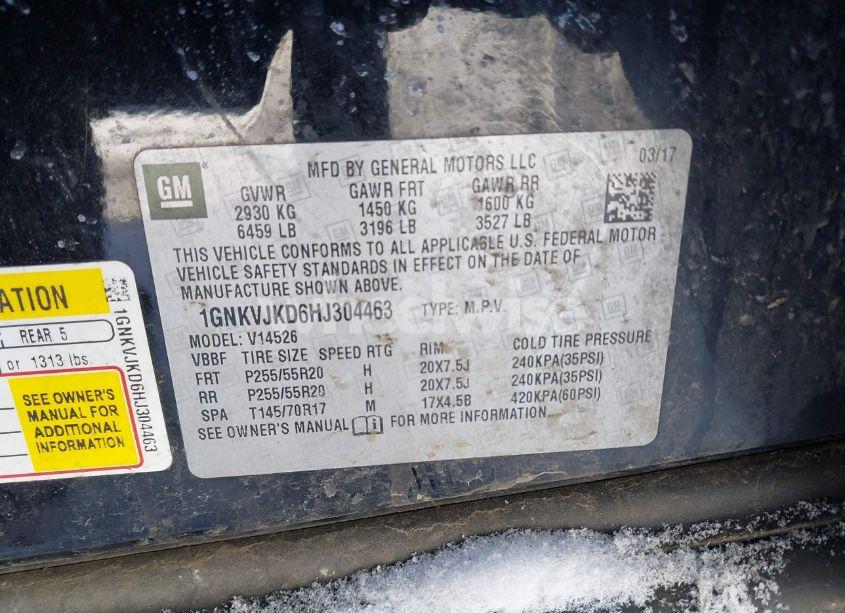 GM
MFD BY GENERAL MOTORS LLC 03/17
GVWR GAWR FRT GAWR RR
2930 KG 1450 KG 1600 KG
6459 LB 3196 LB 3527 LB
THIS VEHICLE CONFORMS TO ALL APPLICABLE U.S. FEDERAL MOTOR
VEHICLE SAFETY STANDARDS IN EFFECT ON THE DATE OF
MANUFACTURE SHOWN ABOVE.
1GNKVJKD6HJ304463 TYPE: M.P.V.
MODEL: V14526
VBBF TIRE SIZE SPEED RTG RIM COLD TIRE PRESSURE
FRT P255/55R20 H 20X7.5J 240KPA(35PSI)
RR P255/55R20 H 20X7.5J 240KPA(35PSI)
SPA T145/70R17 M 17X4.5B 420KPA(60PSI)
SEE OWNER'S MANUAL FOR MORE INFORMATION
ATION
REAR 5
or 1313 lbs.
SEE OWNER'S
MANUAL FOR
ADDITIONAL
INFORMATION
1GNKVJKD6HJ304463